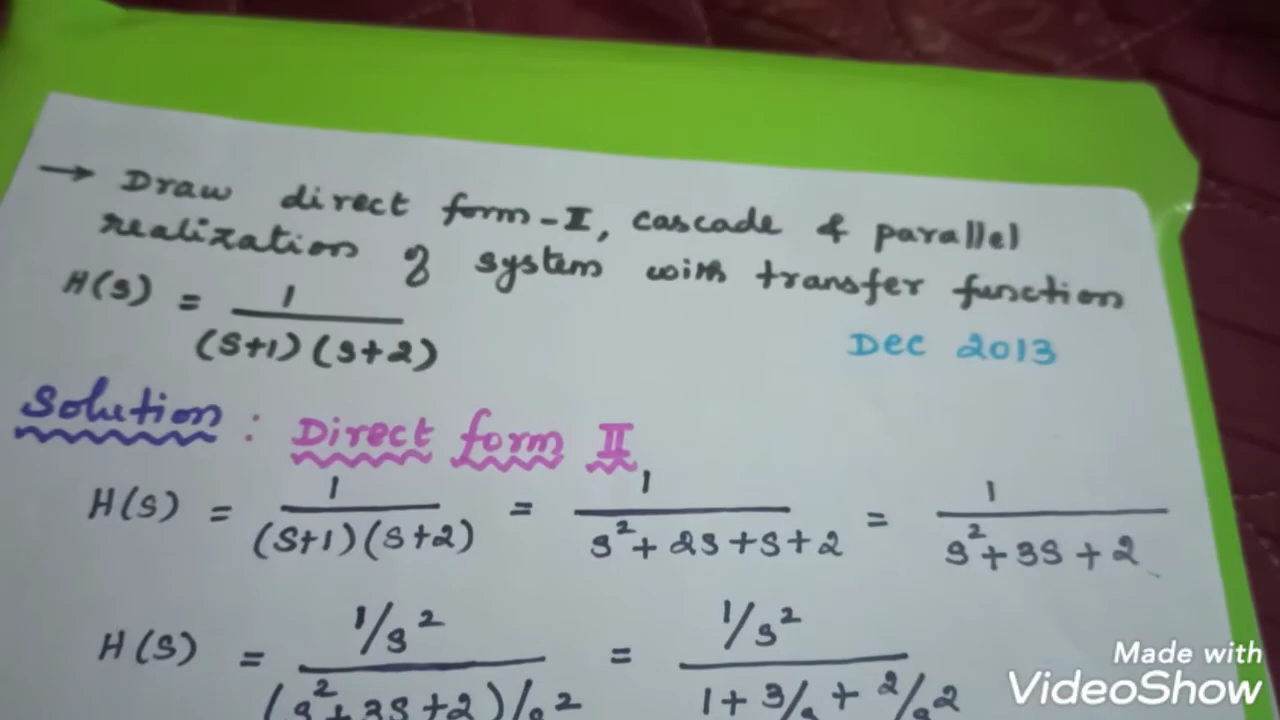 → Draw direct form-II, cascade & parallel
realization of system with transfer function
H(s) = 1/(s+1)(s+2)
Dec 2013
Solution : Direct form II
H(s) = 1/(s+1)(s+2) = 1/s²+2s+s+2 = 1/s²+3s+2
H(s) = 1/s²/(s²+3s+2)/s² = 1/s²/1+3/s+2/s²
Made with
VideoShow